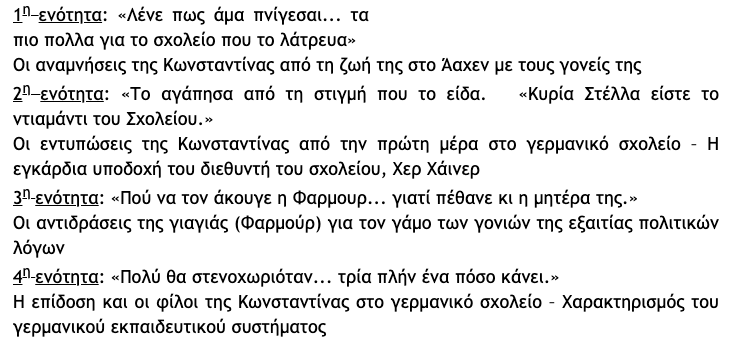 1η ενότητα: «Λένε πως άμα πνίγεσαι... τα
πιο πολλα για το σχολείο που το λάτρευα»
Οι αναμνήσεις της Κωνσταντίνας από τη ζωή της στο Άαχεν με τους γονείς της
2η ενότητα: «Το αγάπησα από τη στιγμή που το είδα. «Κυρία Στέλλα είστε το
ντιαμάντι του Σχολείου.»
Οι εντυπώσεις της Κωνσταντίνας από την πρώτη μέρα στο γερμανικό σχολείο – Η
εγκάρδια υποδοχή του διευθυντή του σχολείου, Χερ Χάινερ
3η ενότητα: «Πού να τον άκουγε η Φαρμουρ... γιατί πέθανε κι η μητέρα της.»
Οι αντιδράσεις της γιαγιάς (Φαρμούρ) για τον γάμο των γονιών της εξαιτίας πολιτικών
λόγων
4η ενότητα: «Πολύ θα στενοχωριόταν... τρία πλήν ένα πόσο κάνει.»
Η επίδοση και οι φίλοι της Κωνσταντίνας στο γερμανικό σχολείο – Χαρακτηρισμός του
γερμανικού εκπαιδευτικού συστήματος